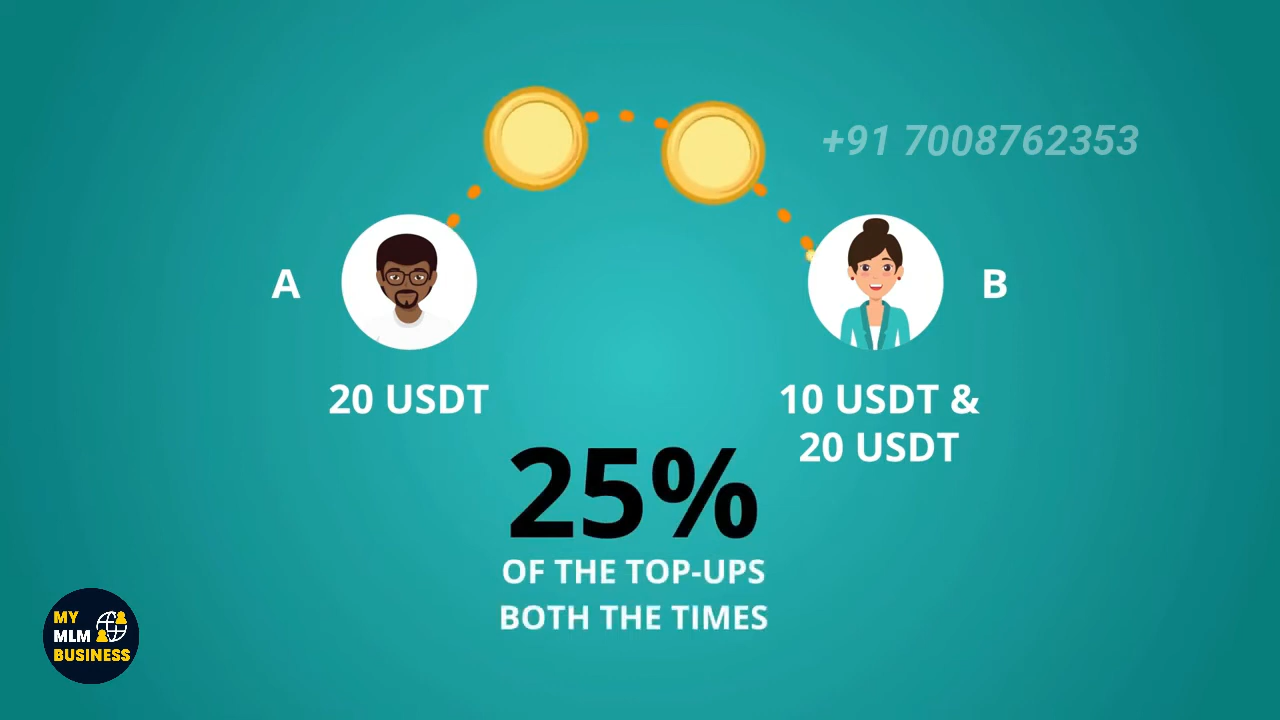 +91 7008762353
A
B
20 USDT
10 USDT &
20 USDT
25%
OF THE TOP-UPS
BOTH THE TIMES
MY
MLM
BUSINESS